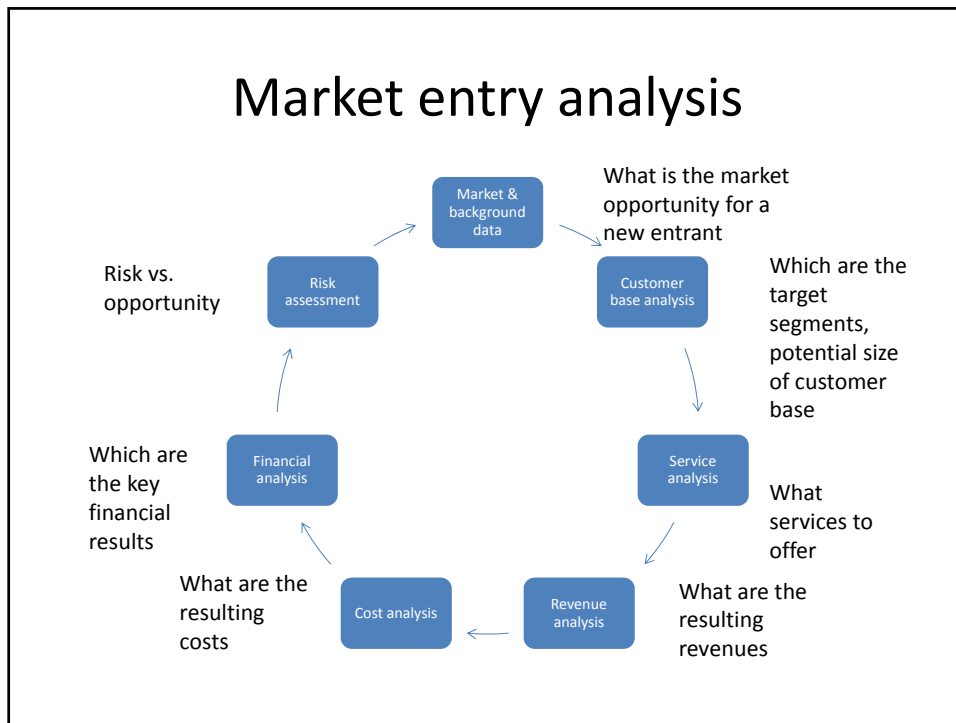 Market entry analysis
Market &
background
data
What is the market
opportunity for a
new entrant
Customer
base analysis
Which are the
target
segments,
potential size
of customer
base
Service
analysis
What
services to
offer
Revenue
analysis
What are the
resulting
revenues
Cost analysis
What are the
resulting
costs
Financial
analysis
Which are
the key
financial
results
Risk
assessment
Risk vs.
opportunity